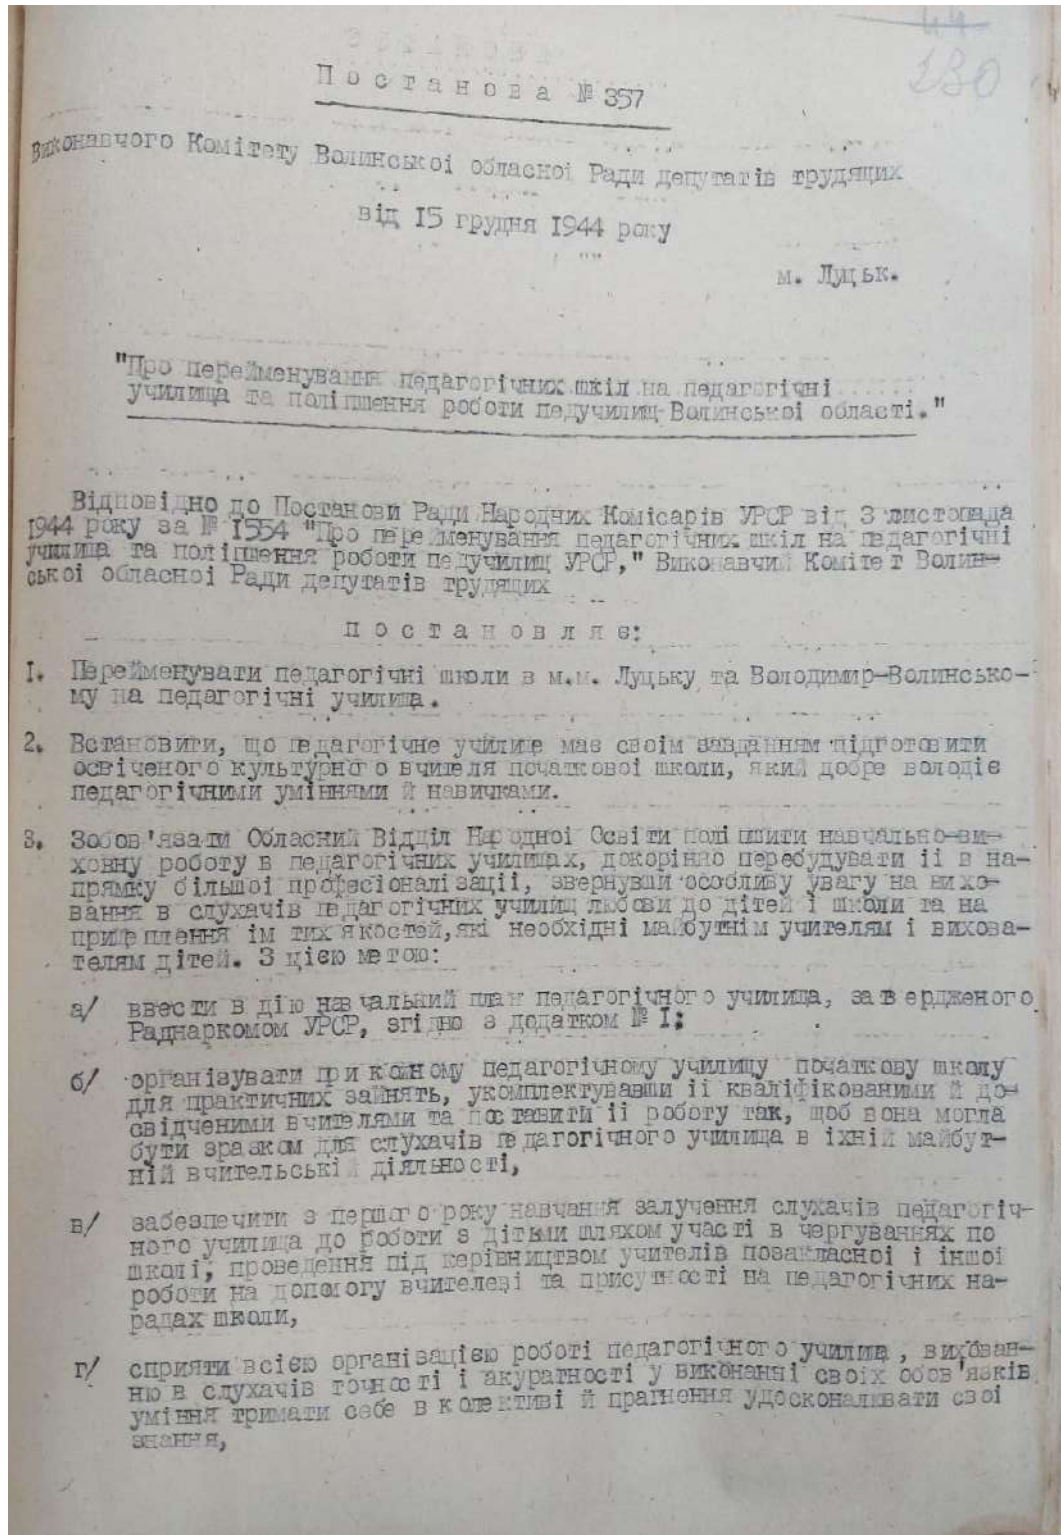 44
230
Постанова № 357
Виконавчого Комітету Волинської обласної Ради депутатів трудящих
від 15 грудня 1944 року
м. Луцьк.
"Про перейменування педагогічних шкіл на педагогічні
училища та поліпшення роботи педучилищ Волинської області."
Відповідно до Постанови Ради Народних Комісарів УРСР від 3 листопада
1944 року за № 1554 "Про перейменування педагогічних шкіл на педагогічні
училища та поліпшення роботи педучилищ УРСР," Виконавчий Комітет Волин-
ської обласної Ради депутатів трудящих
постановляє:
1. Перейменувати педагогічні школи в м.м. Луцьку та Володимир-Волинсько-
му на педагогічні училища.
2. Встановити, що педагогічне училище має своїм завданням підготовити
освіченого культурного вчителя початкової школи, який добре володіє
педагогічними уміннями й навичками.
3. Зобов'язати Обласний Відділ Народної Освіти поліпшити навчально-ви-
ховну роботу в педагогічних училищах, докорінно перебудувати її в на-
прямку більшої професіоналізації, звернувши особливу увагу на вихо-
вання в слухачів педагогічних училищ любови до дітей і школи та на
прищеплення їм тих якостей, які необхідні майбутнім учителям і вихова-
телям дітей. З цією метою:
а/ ввести в дію навчальний план педагогічного училища, затвердженого
Раднаркомом УРСР, згідно з додатком № 1;
б/ організувати при кожному педагогічному училищу початкову школу
для практичних зайнять, укомплектувавши її кваліфікованими й до-
свідченими вчителями та поставити її роботу так, щоб вона могла
бути зразком для слухачів педагогічного училища в їхній майбут-
ній вчительській діяльності,
в/ забезпечити з першого року навчання залучення слухачів педагогіч-
ного училища до роботи з дітьми шляхом участі в чергуваннях по
школі, проведення під керівництвом учителів позакласної і іншої
роботи на допомогу вчителеві та присутності на педагогічних на-
радах школи,
г/ сприяти всією організацією роботі педагогічного училища, вихован-
ню в слухачів точності і акуратності у виконанні своїх обов'язків
уміння тримати себе в колективі й прагнення удосконалювати свої
знання,